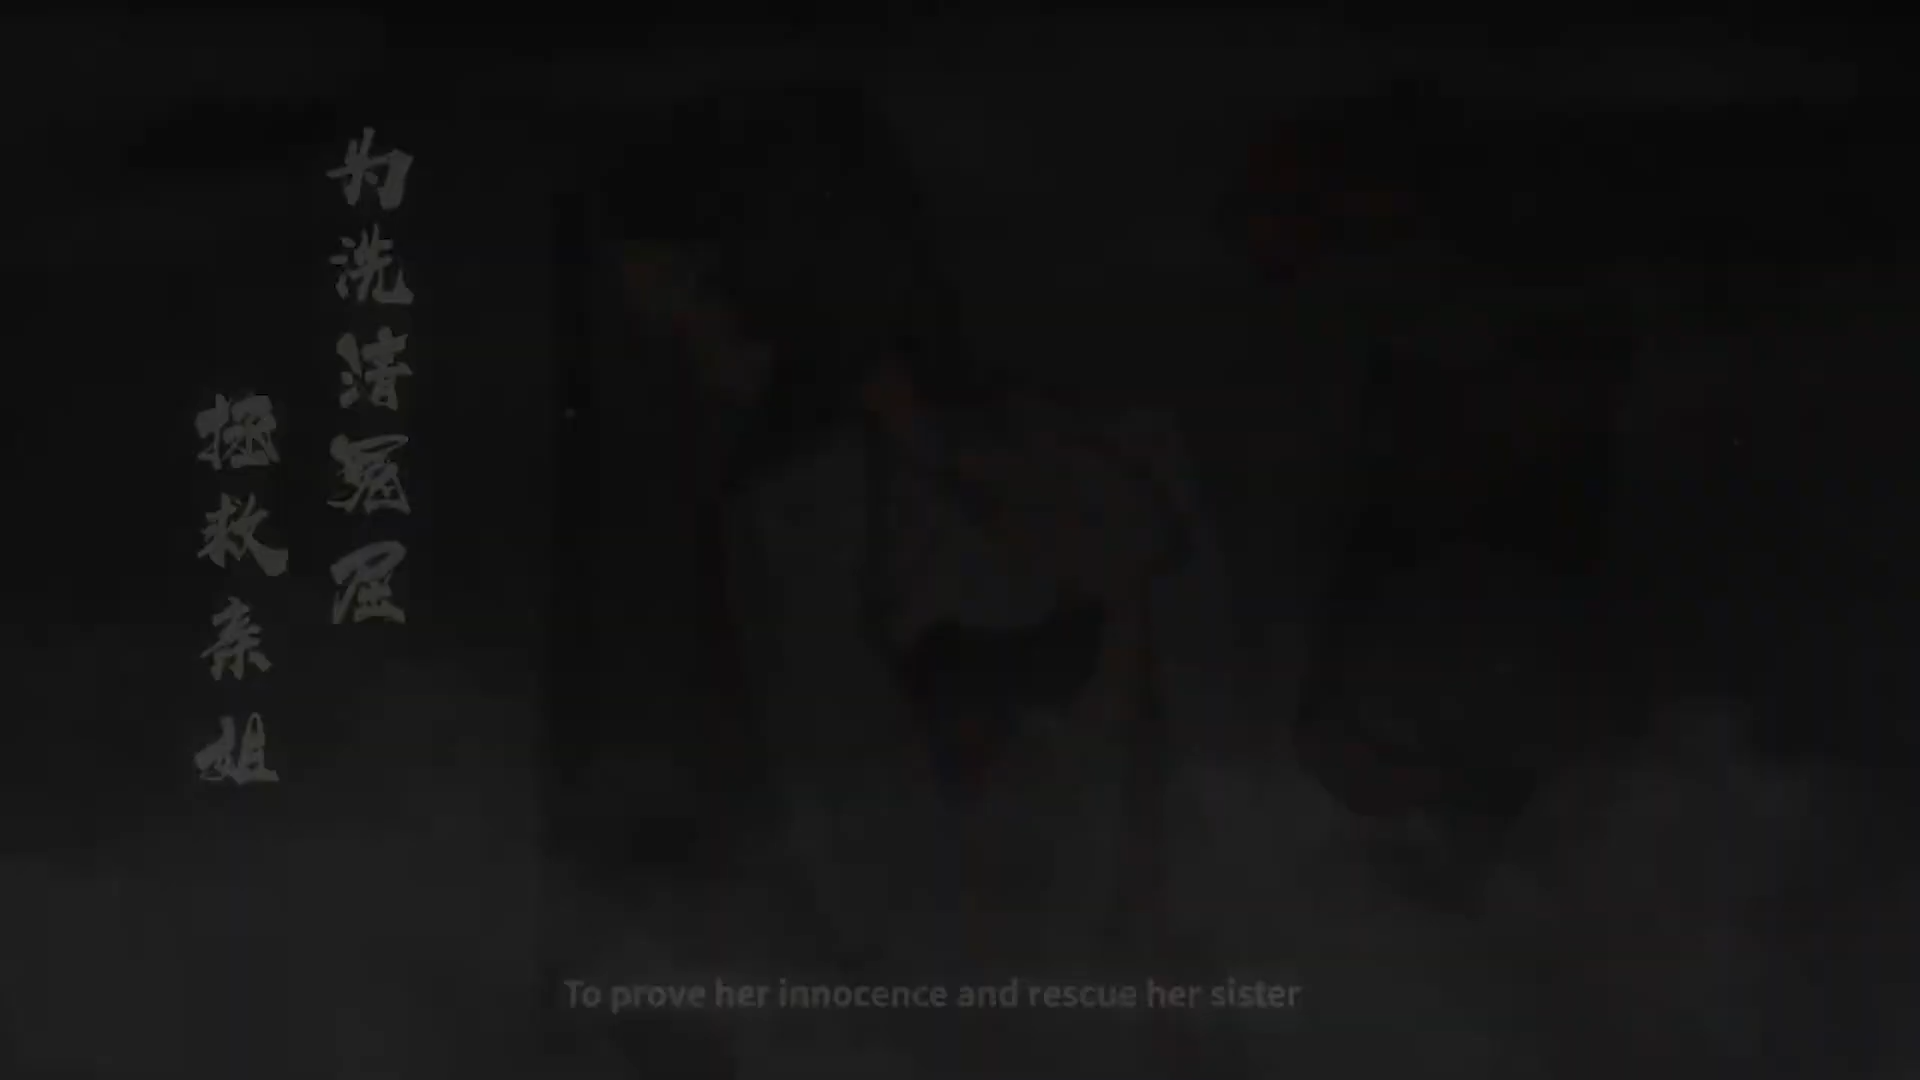 为洗清冤屈
拯救亲姐
To prove her innocence and rescue her sister